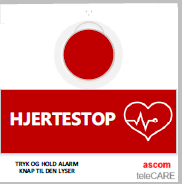 HJERTESTOP
TRYK OG HOLD ALARM
KNAP TIL DEN LYSER
ascom
teleCARE